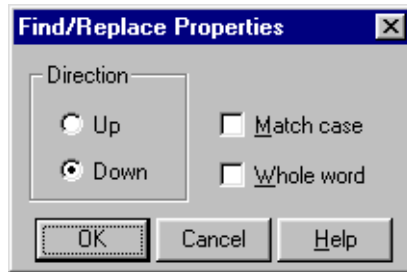 Find/Replace Properties
Direction
Up
Match case
Down
Whole word
OK Cancel Help